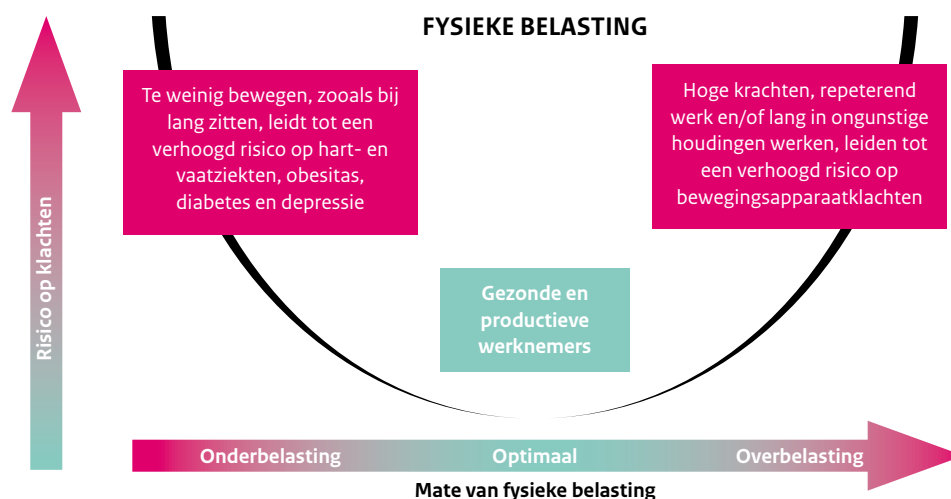 FYSIEKE BELASTING
Te weinig bewegen, zooals bij
lang zitten, leidt tot een
verhoogd risico op hart- en
vaatziekten, obesitas,
diabetes en depressie
Hoge krachten, repeterend
werk en/of lang in ongunstige
houdingen werken, leiden tot
een verhoogd risico op
bewegingsapparaatklachten
Gezonde en
productieve
werknemers
Risico op klachten
Onderbelasting
Optimaal
Overbelasting
Mate van fysieke belasting